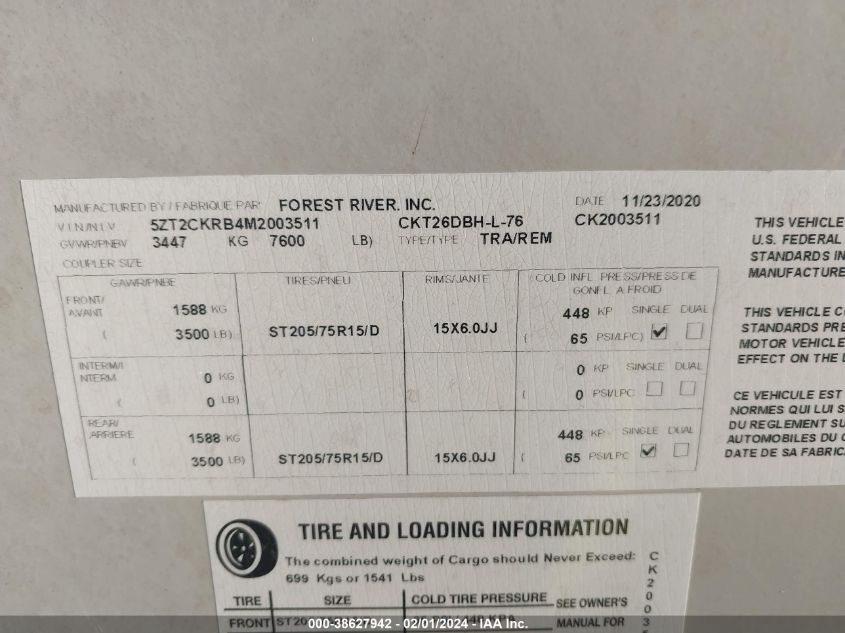 MANUFACTURED BY / FABRIQUE PAR FOREST RIVER, INC. DATE 11/23/2020
VIN/NIV 5ZT2CKRB4M2003511 CKT26DBH-L-76 CK2003511
GVWR/PNBV 3447 KG 7600 LB) TYPE/TYPE TRA/REM
COUPLER SIZE
GAWR/PNBE TIRES/PNEU RIMS/JANTE COLD INFL. PRESS/PRESS DE
GONFL. A FROID
FRONT/
AVANT 1588 KG 448 KP SINGLE DUAL
( 3500 LB) ST205/75R15/D 15X6.0JJ ( 65 PSI/LPC)
INTERM/I
NTERM 0 KG 0 KP SINGLE DUAL
( 0 LB) ( 0 PSI/LPC
REAR/
ARRIERE 1588 KG 448 KP SINGLE DUAL
( 3500 LB) ST205/75R15/D 15X6.0JJ ( 65 PSI/LPC
THIS VEHICLE
U.S. FEDERAL
STANDARDS IN
MANUFACTURE
THIS VEHICLE CO
STANDARDS PRE
MOTOR VEHICLE
EFFECT ON THE
CE VEHICULE EST
NORMES QUI LUI S
DU REGLEMENT SU
AUTOMOBILES DU
DATE DE SA FABRIC
TIRE AND LOADING INFORMATION
The combined weight of Cargo should Never Exceed:
699 Kgs or 1541 Lbs
TIRE SIZE COLD TIRE PRESSURE SEE OWNER'S
FRONT MANUAL FOR
CK20035
000-38627942 - 02/01/2024 - IAA Inc.